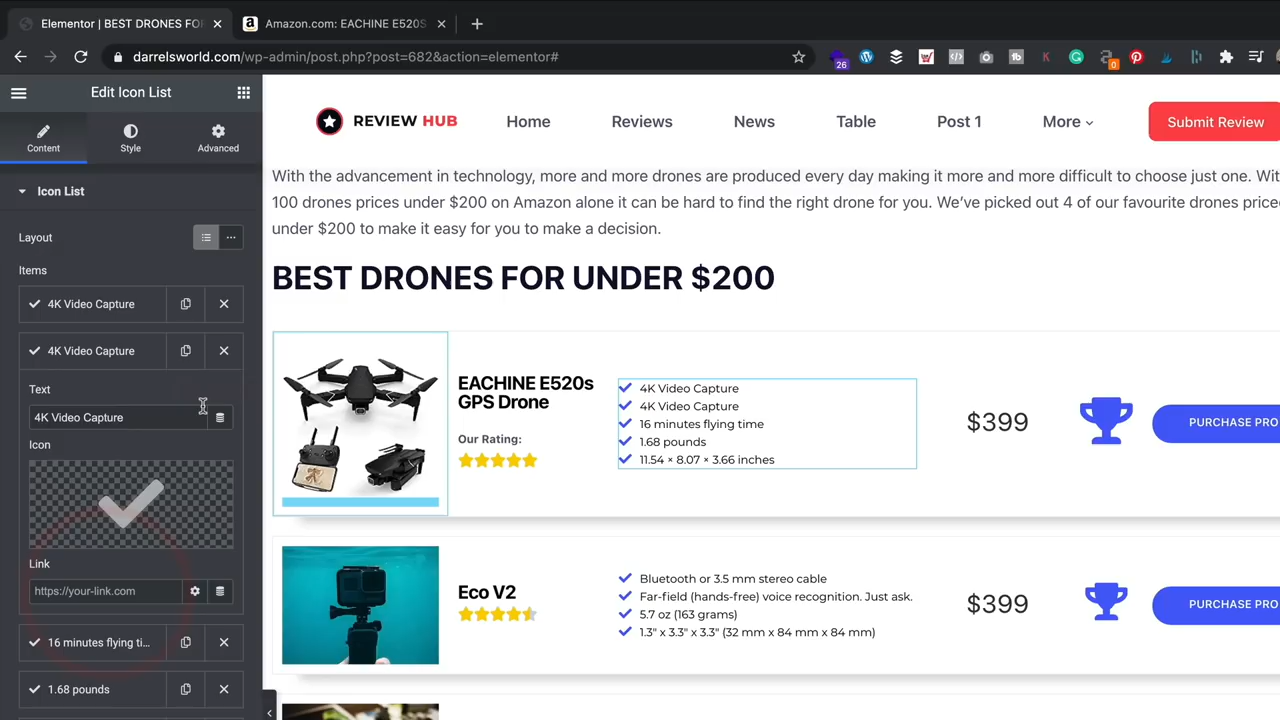 Elementor | BEST DRONES FO
Amazon.com: EACHINE E520S
darrelsworld.com/wp-admin/post.php?post=682&action=elementor#
26
0
Edit Icon List
Content
Style
Advanced
Icon List
Layout
Items
4K Video Capture
4K Video Capture
Text
4K Video Capture
Icon
Link
https://your-link.com
16 minutes flying ti...
1.68 pounds
REVIEW HUB
Home
Reviews
News
Table
Post 1
More
Submit Review
With the advancement in technology, more and more drones are produced every day making it more and more difficult to choose just one. Wit
100 drones prices under $200 on Amazon alone it can be hard to find the right drone for you. We've picked out 4 of our favourite drones price
under $200 to make it easy for you to make a decision.
BEST DRONES FOR UNDER $200
EACHINE E520s
GPS Drone
Our Rating:
4K Video Capture
4K Video Capture
16 minutes flying time
1.68 pounds
11.54 × 8.07 × 3.66 inches
$399
PURCHASE PRO
Eco V2
Bluetooth or 3.5 mm stereo cable
Far-field (hands-free) voice recognition. Just ask.
5.7 oz (163 grams)
1.3" x 3.3" x 3.3" (32 mm x 84 mm x 84 mm)
$399
PURCHASE PRO